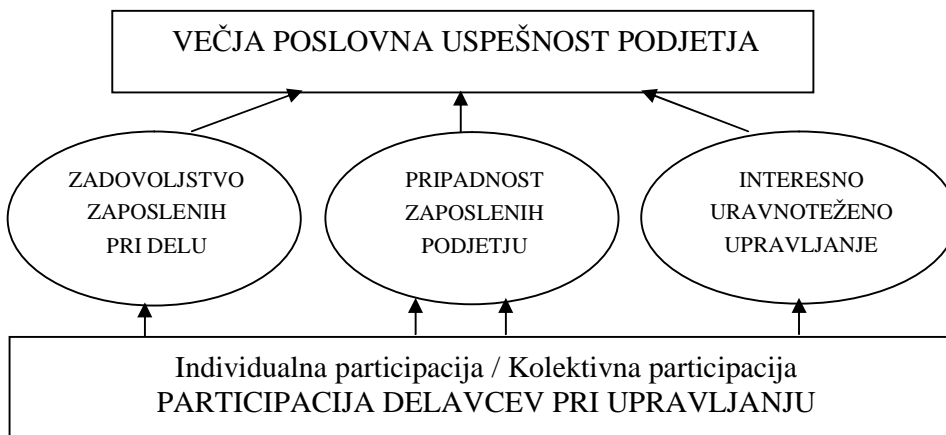 VEČJA POSLOVNA USPEŠNOST PODJETJA
ZADOVOLJSTVO
ZAPOSLENIH
PRI DELU
PRIPADNOST
ZAPOSLENIH
PODJETJU
INTERESNO
URAVNOTEŽENO
UPRAVLJANJE
Individualna participacija / Kolektivna participacija
PARTICIPACIJA DELAVCEV PRI UPRAVLJANJU